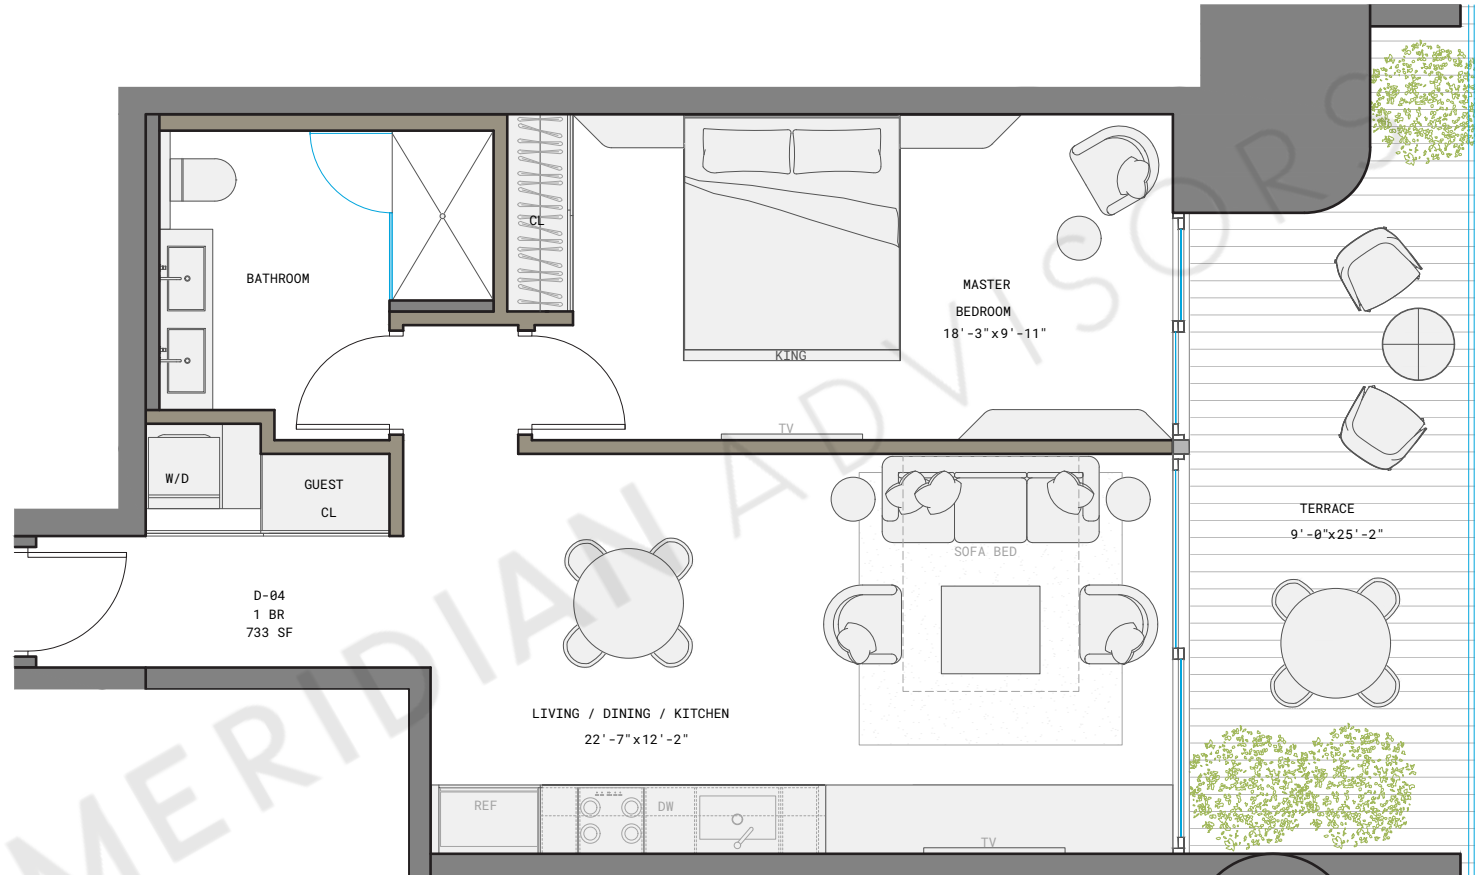 CL
BATHROOM
MASTER
BEDROOM
18'-3"x9'-11"
KING
TV
W/D
GUEST
CL
TERRACE
9'-0"x25'-2"
SOFA BED
D-04
1 BR
733 SF
LIVING / DINING / KITCHEN
22'-7"x12'-2"
REF
DW
TV
MERIDIAN ADVISORS